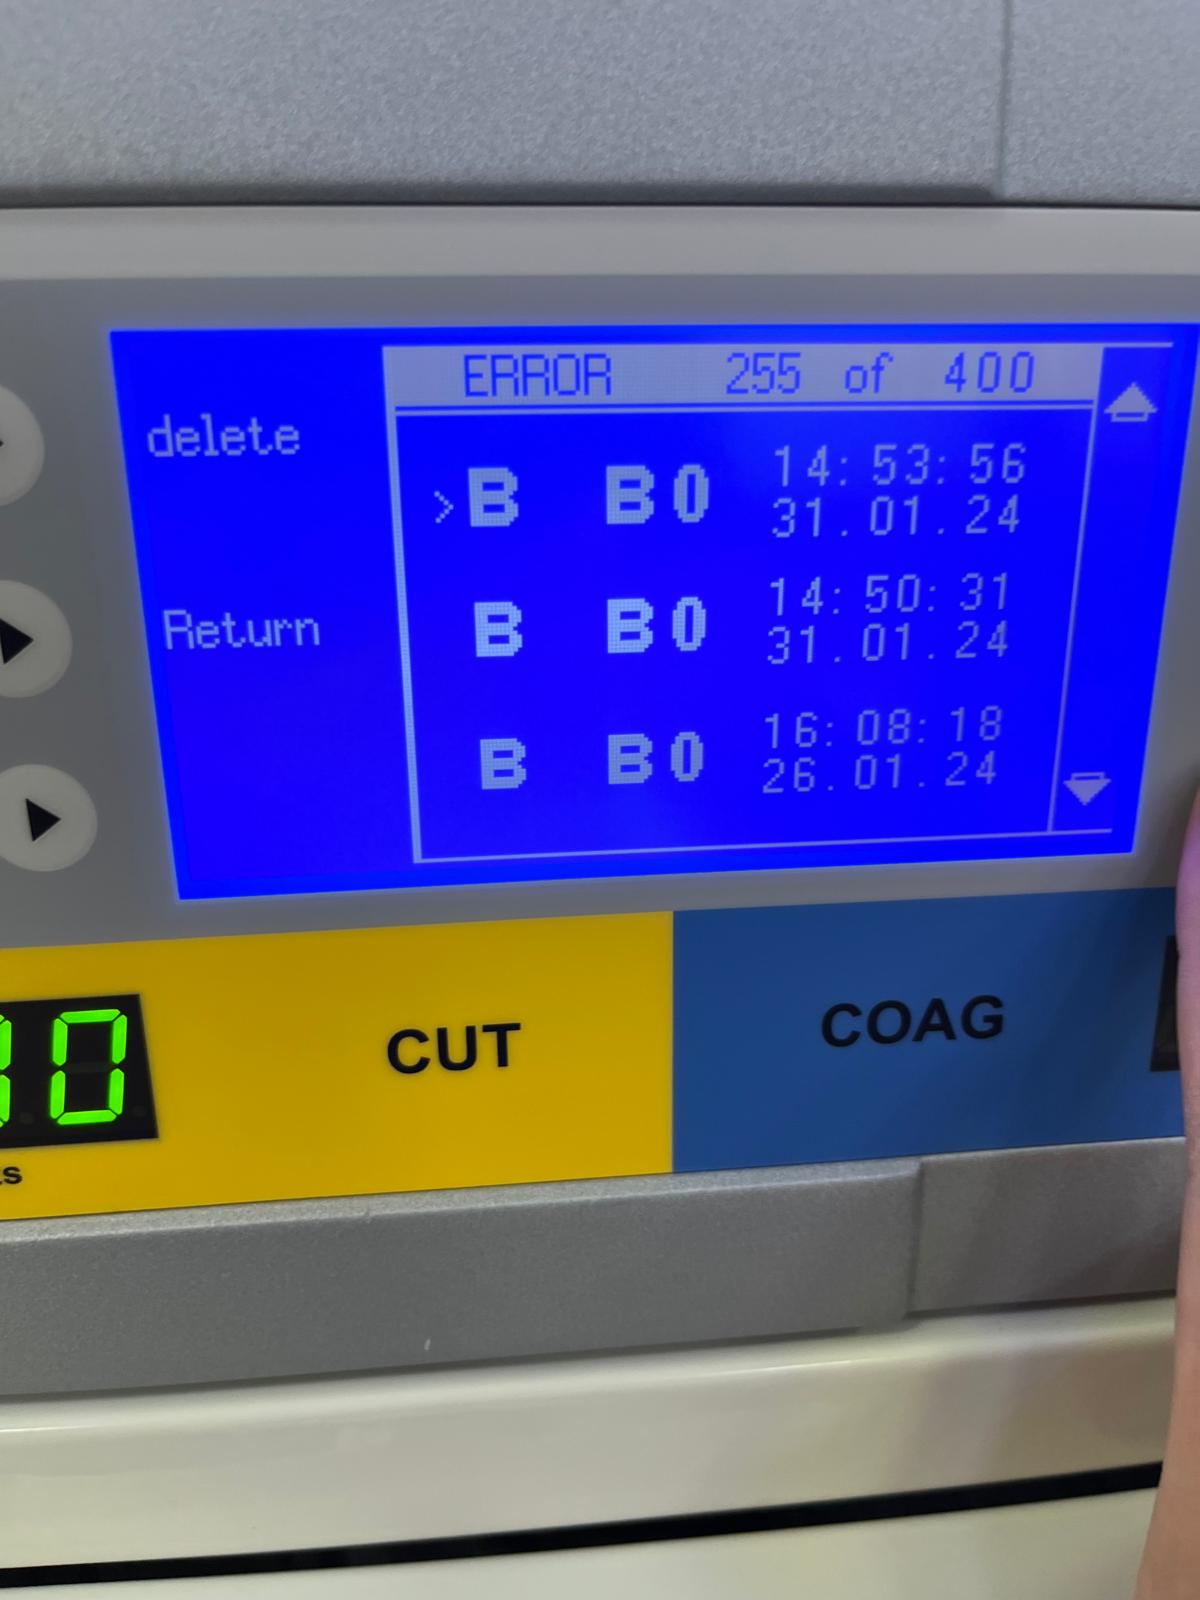 ERROR 255 of 400
delete
>B B0 14:53:56
31.01.24
B B0 14:50:31
31.01.24
Return
B B0 16:08:18
26.01.24
CUT
COAG
0